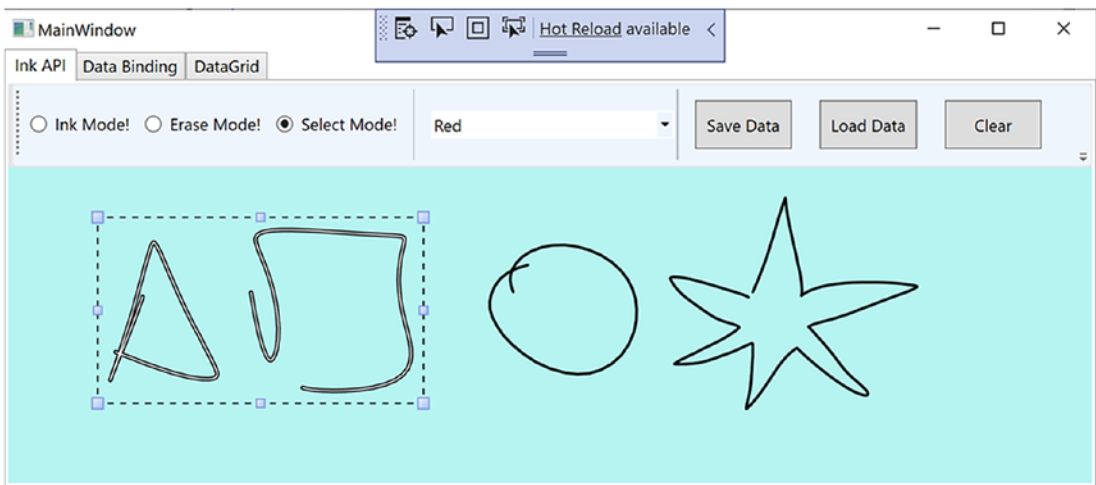 MainWindow
Hot Reload available
Ink API Data Binding DataGrid
Ink Mode! Erase Mode! Select Mode! Red Save Data Load Data Clear